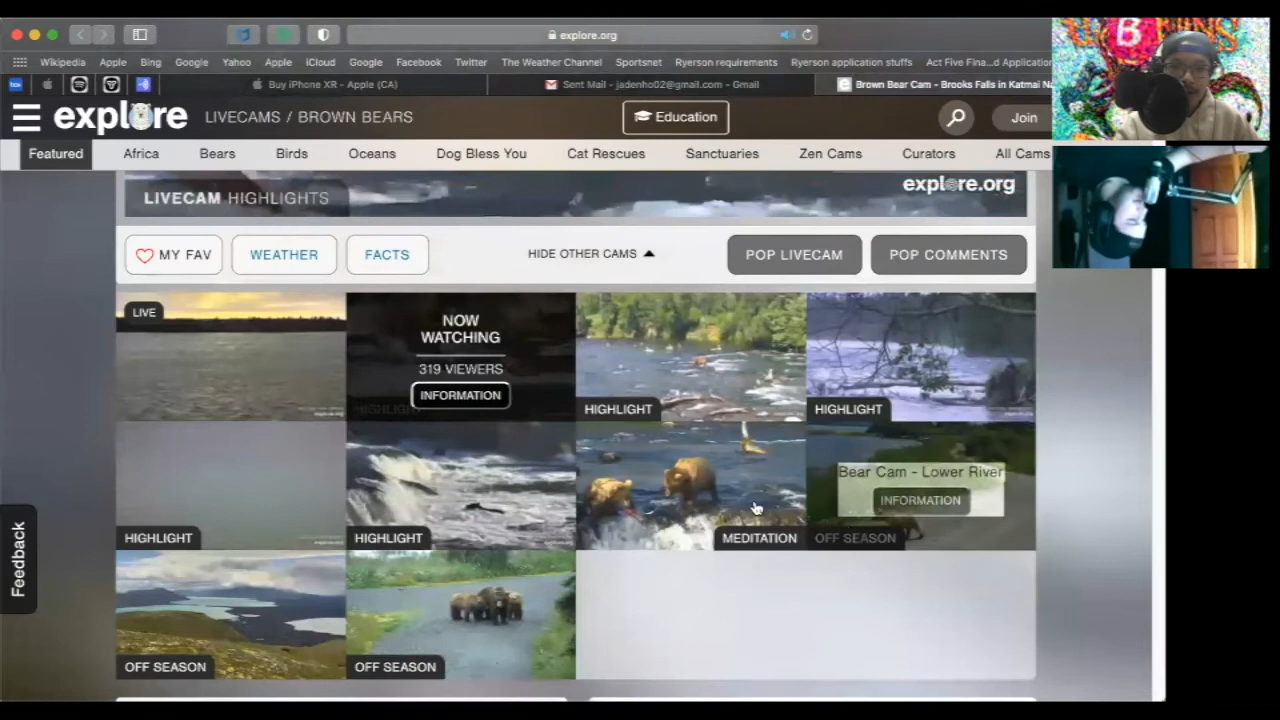 explore.org
Wikipedia Apple Bing Google Yahoo Apple iCloud Google Facebook Twitter The Weather Channel Sportsnet Ryerson requirements Ryerson application stuffs Act Five Fina...d Applicatio
Buy iPhone XR - Apple (CA) Sent Mail - jadenho02@gmail.com - Gmail Brown Bear Cam - Brooks Falls in Katmai Na
B
explore LIVECAMS / BROWN BEARS Education Join
Featured Africa Bears Birds Oceans Dog Bless You Cat Rescues Sanctuaries Zen Cams Curators All Cams
LIVECAM HIGHLIGHTS explore.org
MY FAV WEATHER FACTS HIDE OTHER CAMS POP LIVECAM POP COMMENTS
LIVE
NOW
WATCHING
319 VIEWERS
INFORMATION
HIGHLIGHT HIGHLIGHT HIGHLIGHT
Bear Cam - Lower River
INFORMATION
HIGHLIGHT HIGHLIGHT MEDITATION OFF SEASON
Feedback
OFF SEASON OFF SEASON